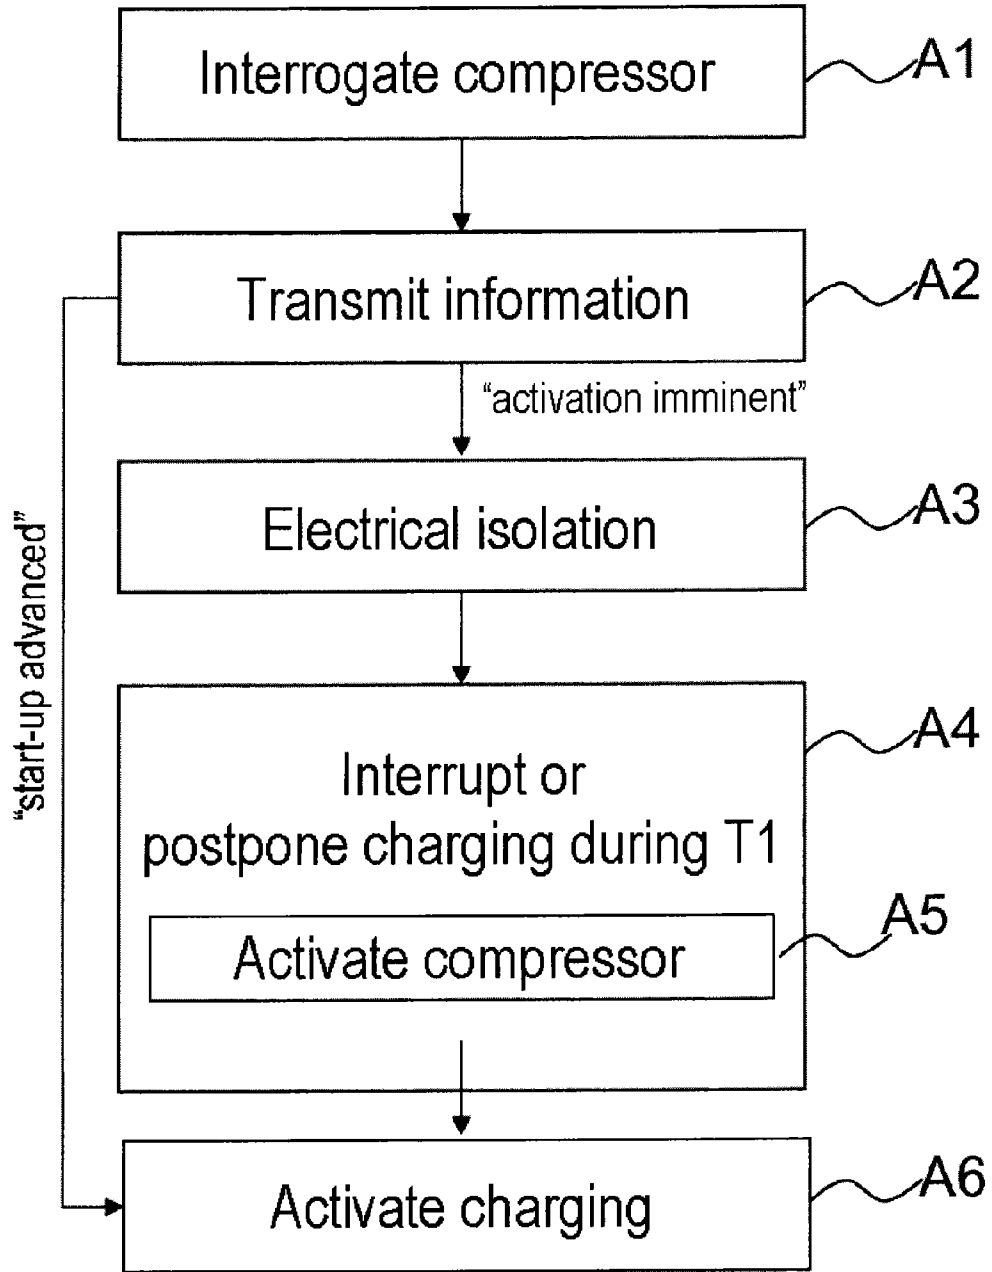 Interrogate compressor
A1
Transmit information
A2
“activation imminent”
Electrical isolation
A3
“start-up advanced”
Interrupt or
postpone charging during T1
A4
Activate compressor
A5
Activate charging
A6